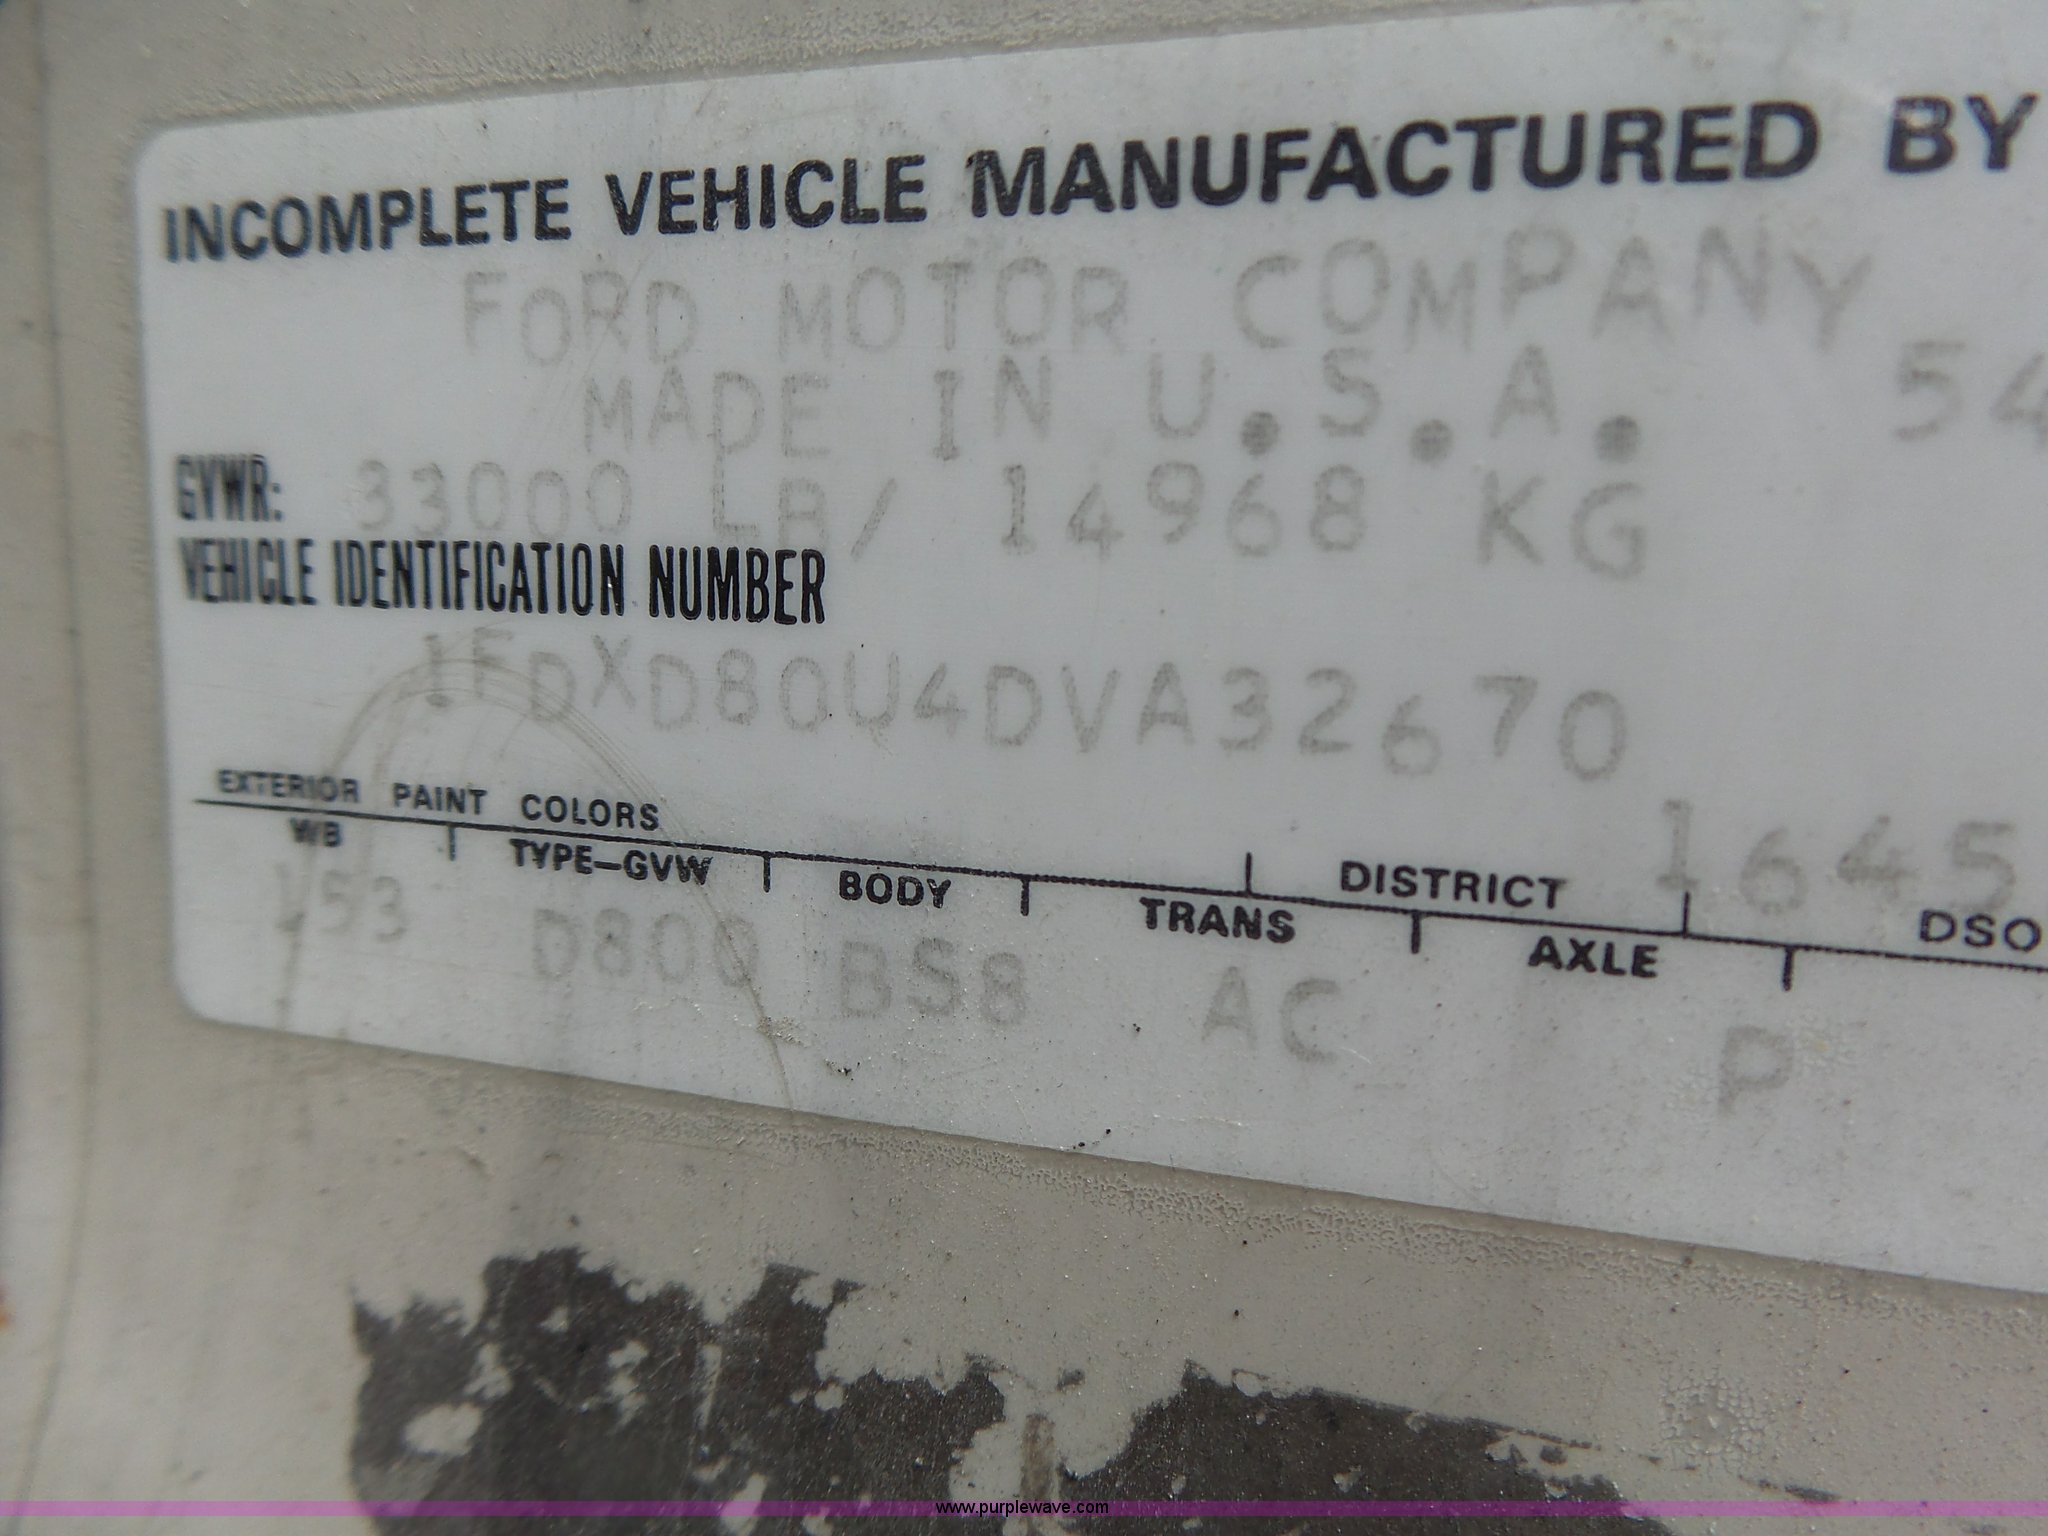 INCOMPLETE VEHICLE MANUFACTURED BY
FORD MOTOR COMPANY
MADE IN U.S.A. 54
GVWR: 33000 LB/ 14968 KG
VEHICLE IDENTIFICATION NUMBER
1FDXD80U4DVA32670
EXTERIOR PAINT COLORS DISTRICT 1645 DSO
WB TYPE-GVW BODY TRANS AXLE
153 D800 BS8 AC P
www.purplewave.com